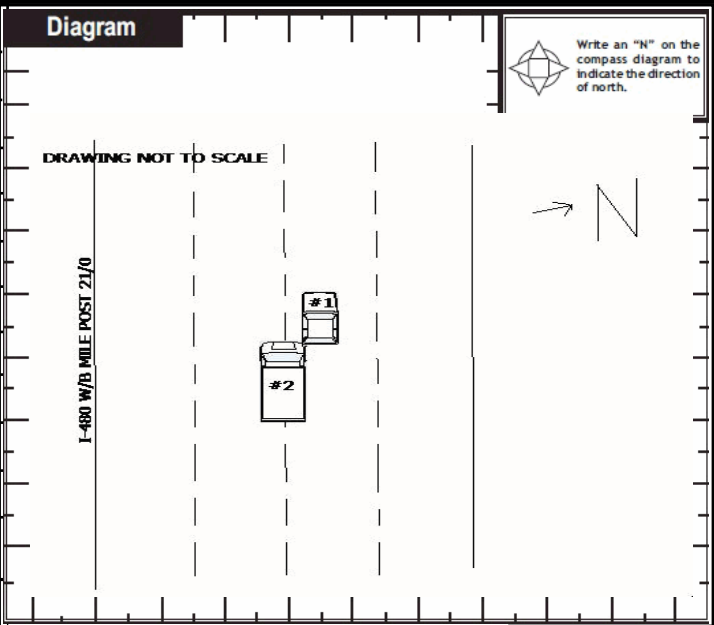 Diagram
Write an “N” on the
compass diagram to
indicate the direction
of north.
DRAWING NOT TO SCALE
N
I-480 W/B MILE POST 21/0
#1
#2